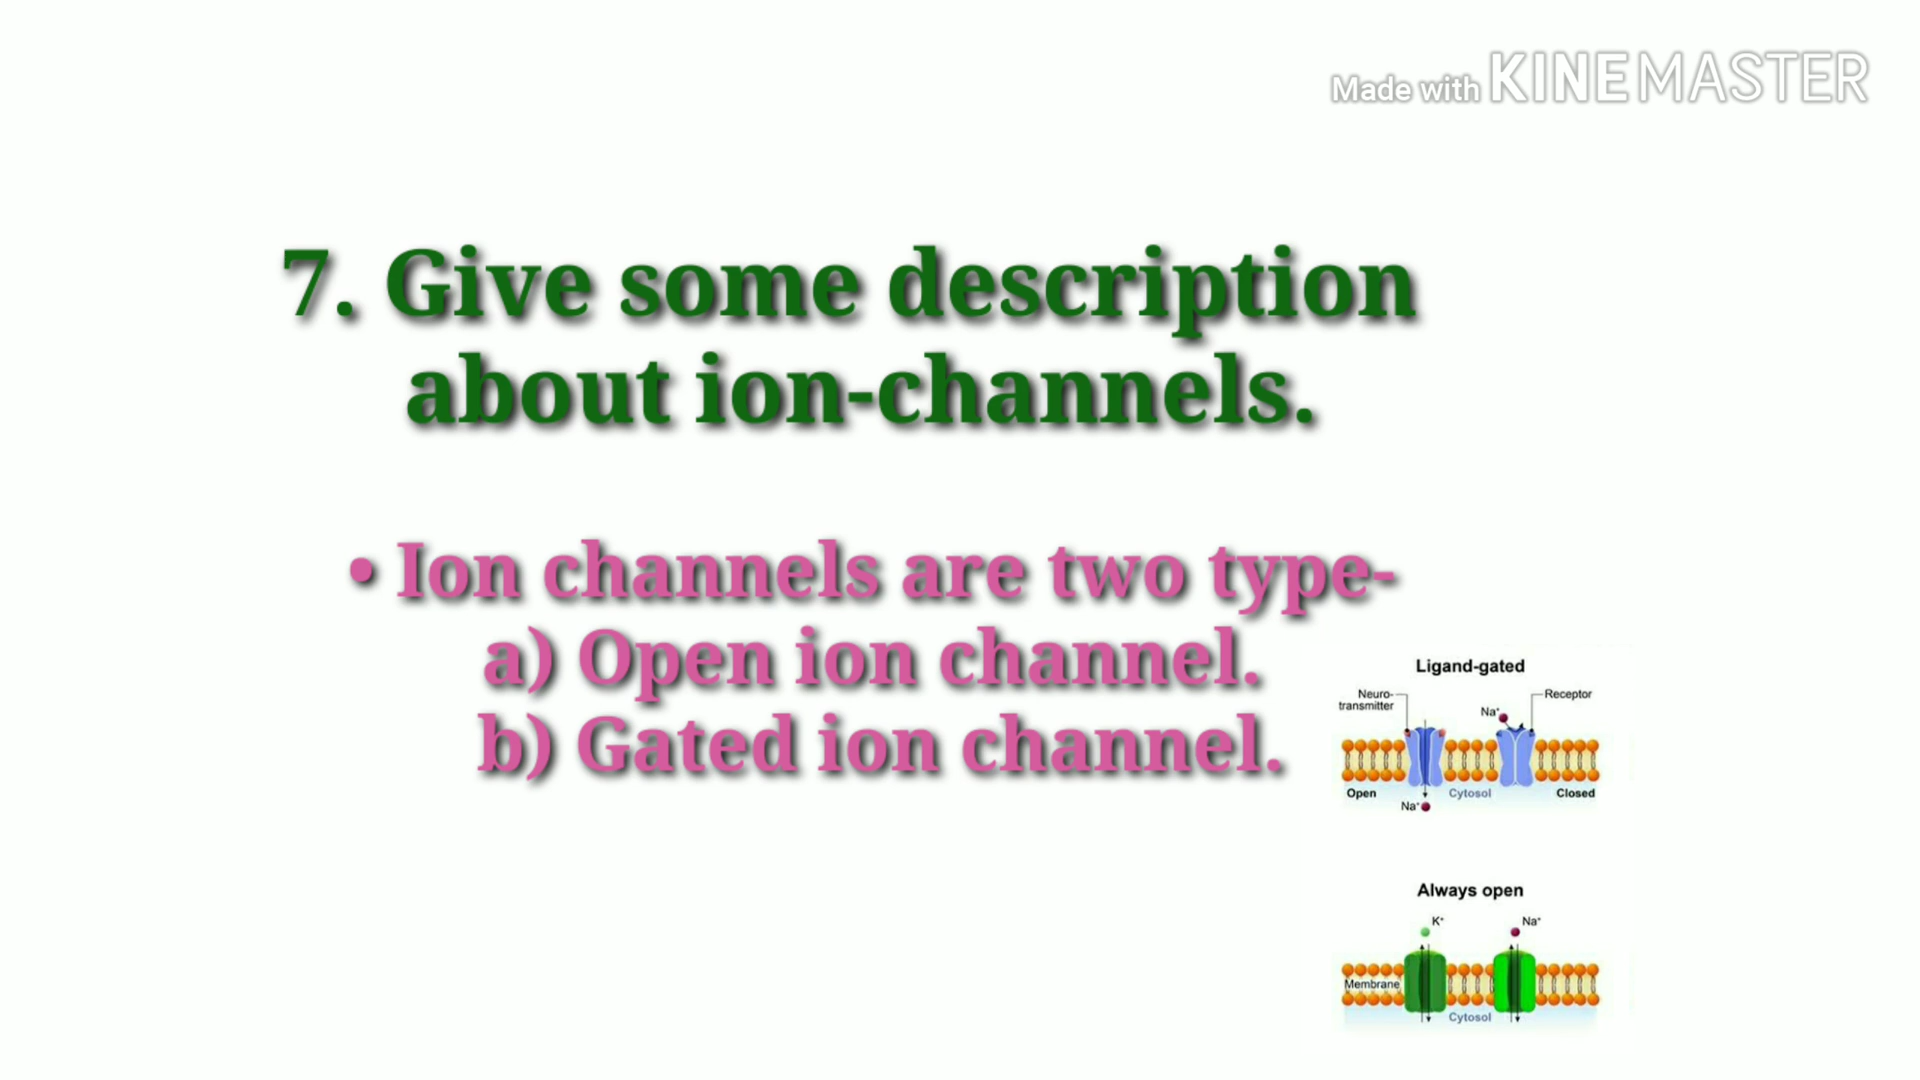 Made with KINEMASTER
7. Give some description
about ion-channels.
• Ion channels are two type-
a) Open ion channel.
b) Gated ion channel.
Ligand-gated
Neuro-
transmitter
Receptor
Na⁺
Open
Cytosol
Closed
Na⁺
Always open
K⁺
Na⁺
Membrane
Cytosol